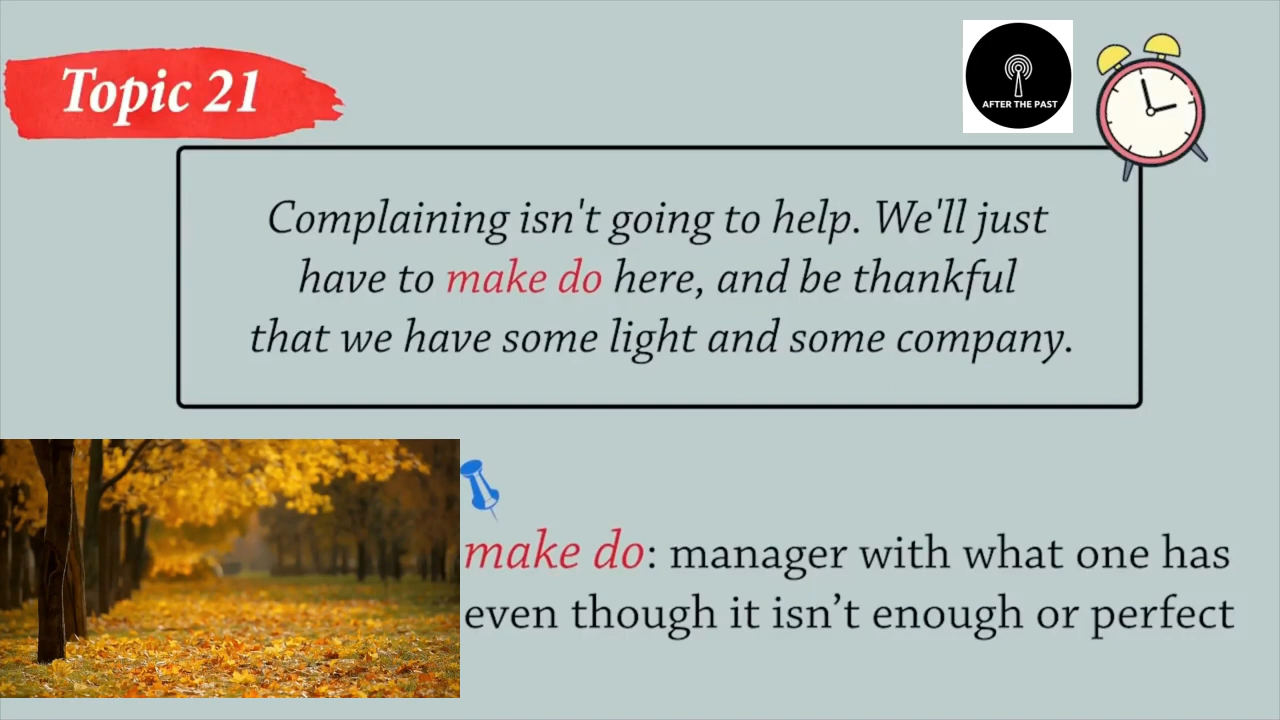 Topic 21
AFTER THE PAST
Complaining isn't going to help. We'll just
have to make do here, and be thankful
that we have some light and some company.
make do: manager with what one has
even though it isn’t enough or perfect